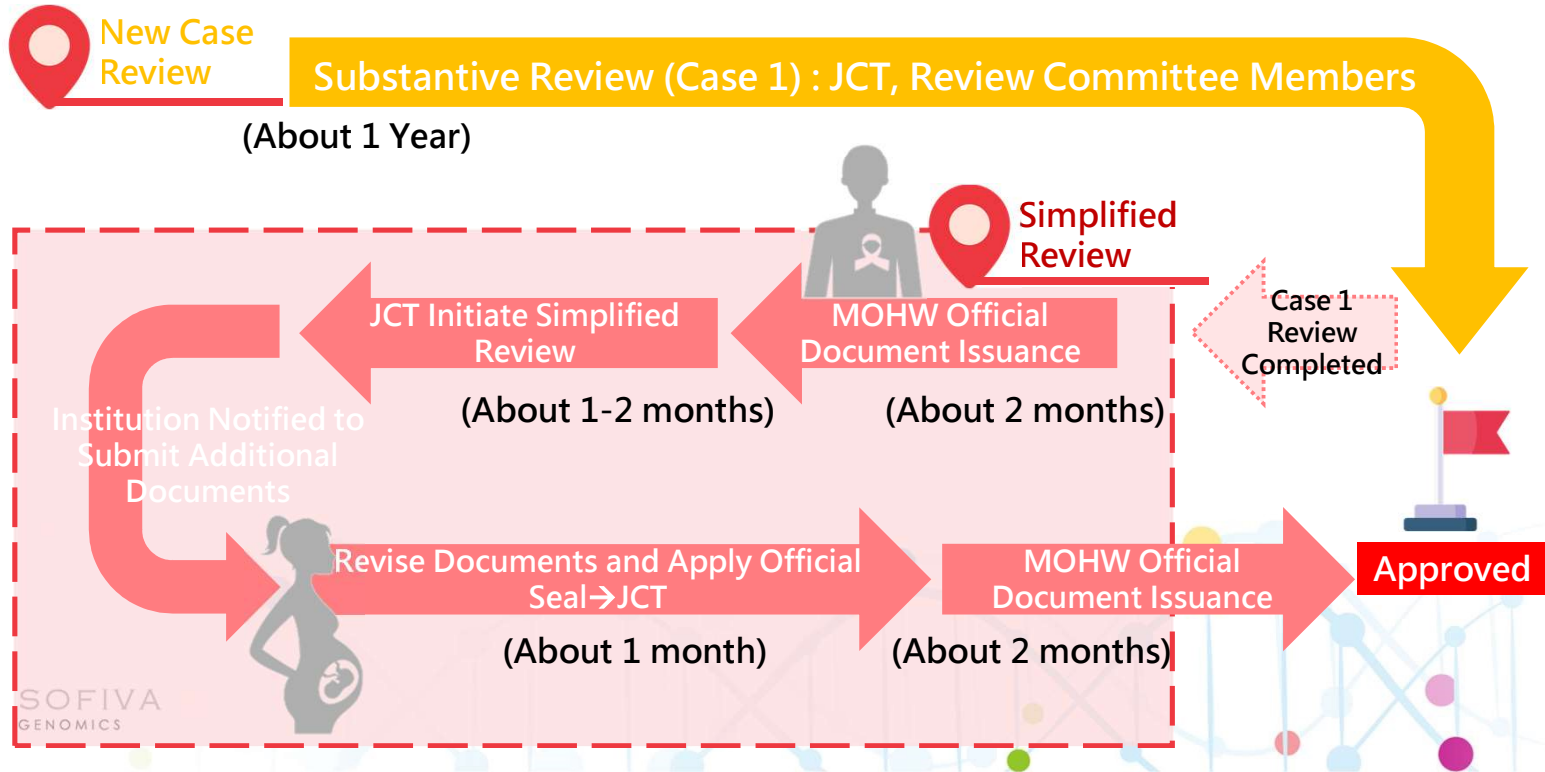 New Case
Review
Substantive Review (Case 1) : JCT, Review Committee Members
(About 1 Year)
Simplified
Review
Case 1
Review
Completed
MOHW Official
Document Issuance
(About 2 months)
JCT Initiate Simplified
Review
(About 1-2 months)
Institution Notified to
Submit Additional
Documents
Revise Documents and Apply Official
Seal→JCT
(About 1 month)
MOHW Official
Document Issuance
(About 2 months)
Approved
SOFIVA
GENOMICS